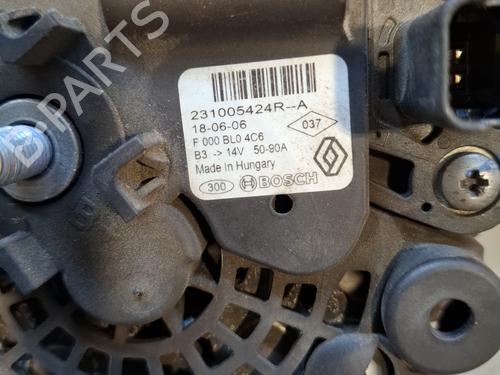 B-PARTS
231005424R--A
18-06-06
037
F 000 BL0 4C6
B3 -> 14V 50-90A
Made In Hungary
300 BOSCH